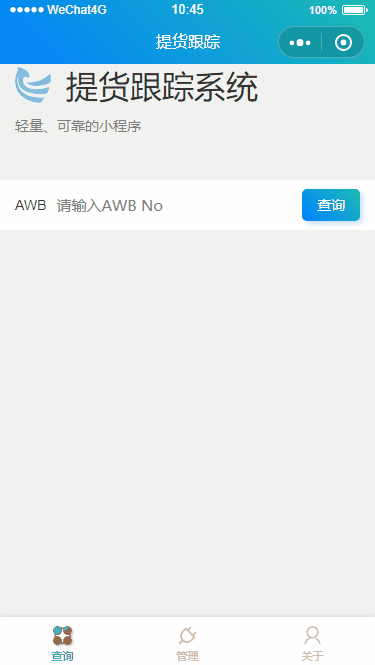 WeChat4G 10:45 100%
提货跟踪
提货跟踪系统
轻量、可靠的小程序
AWB 请输入AWB No 查询
查询 管理 关于